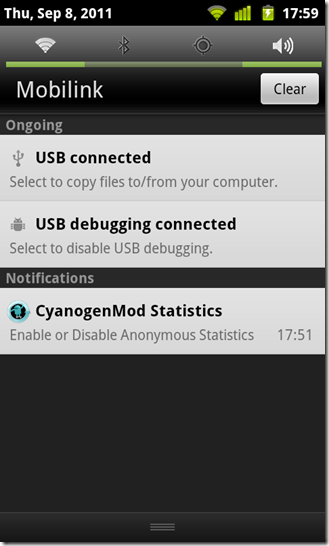 Thu, Sep 8, 2011 17:59
Mobilink Clear
Ongoing
USB connected
Select to copy files to/from your computer.
USB debugging connected
Select to disable USB debugging.
Notifications
CyanogenMod Statistics
Enable or Disable Anonymous Statistics 17:51